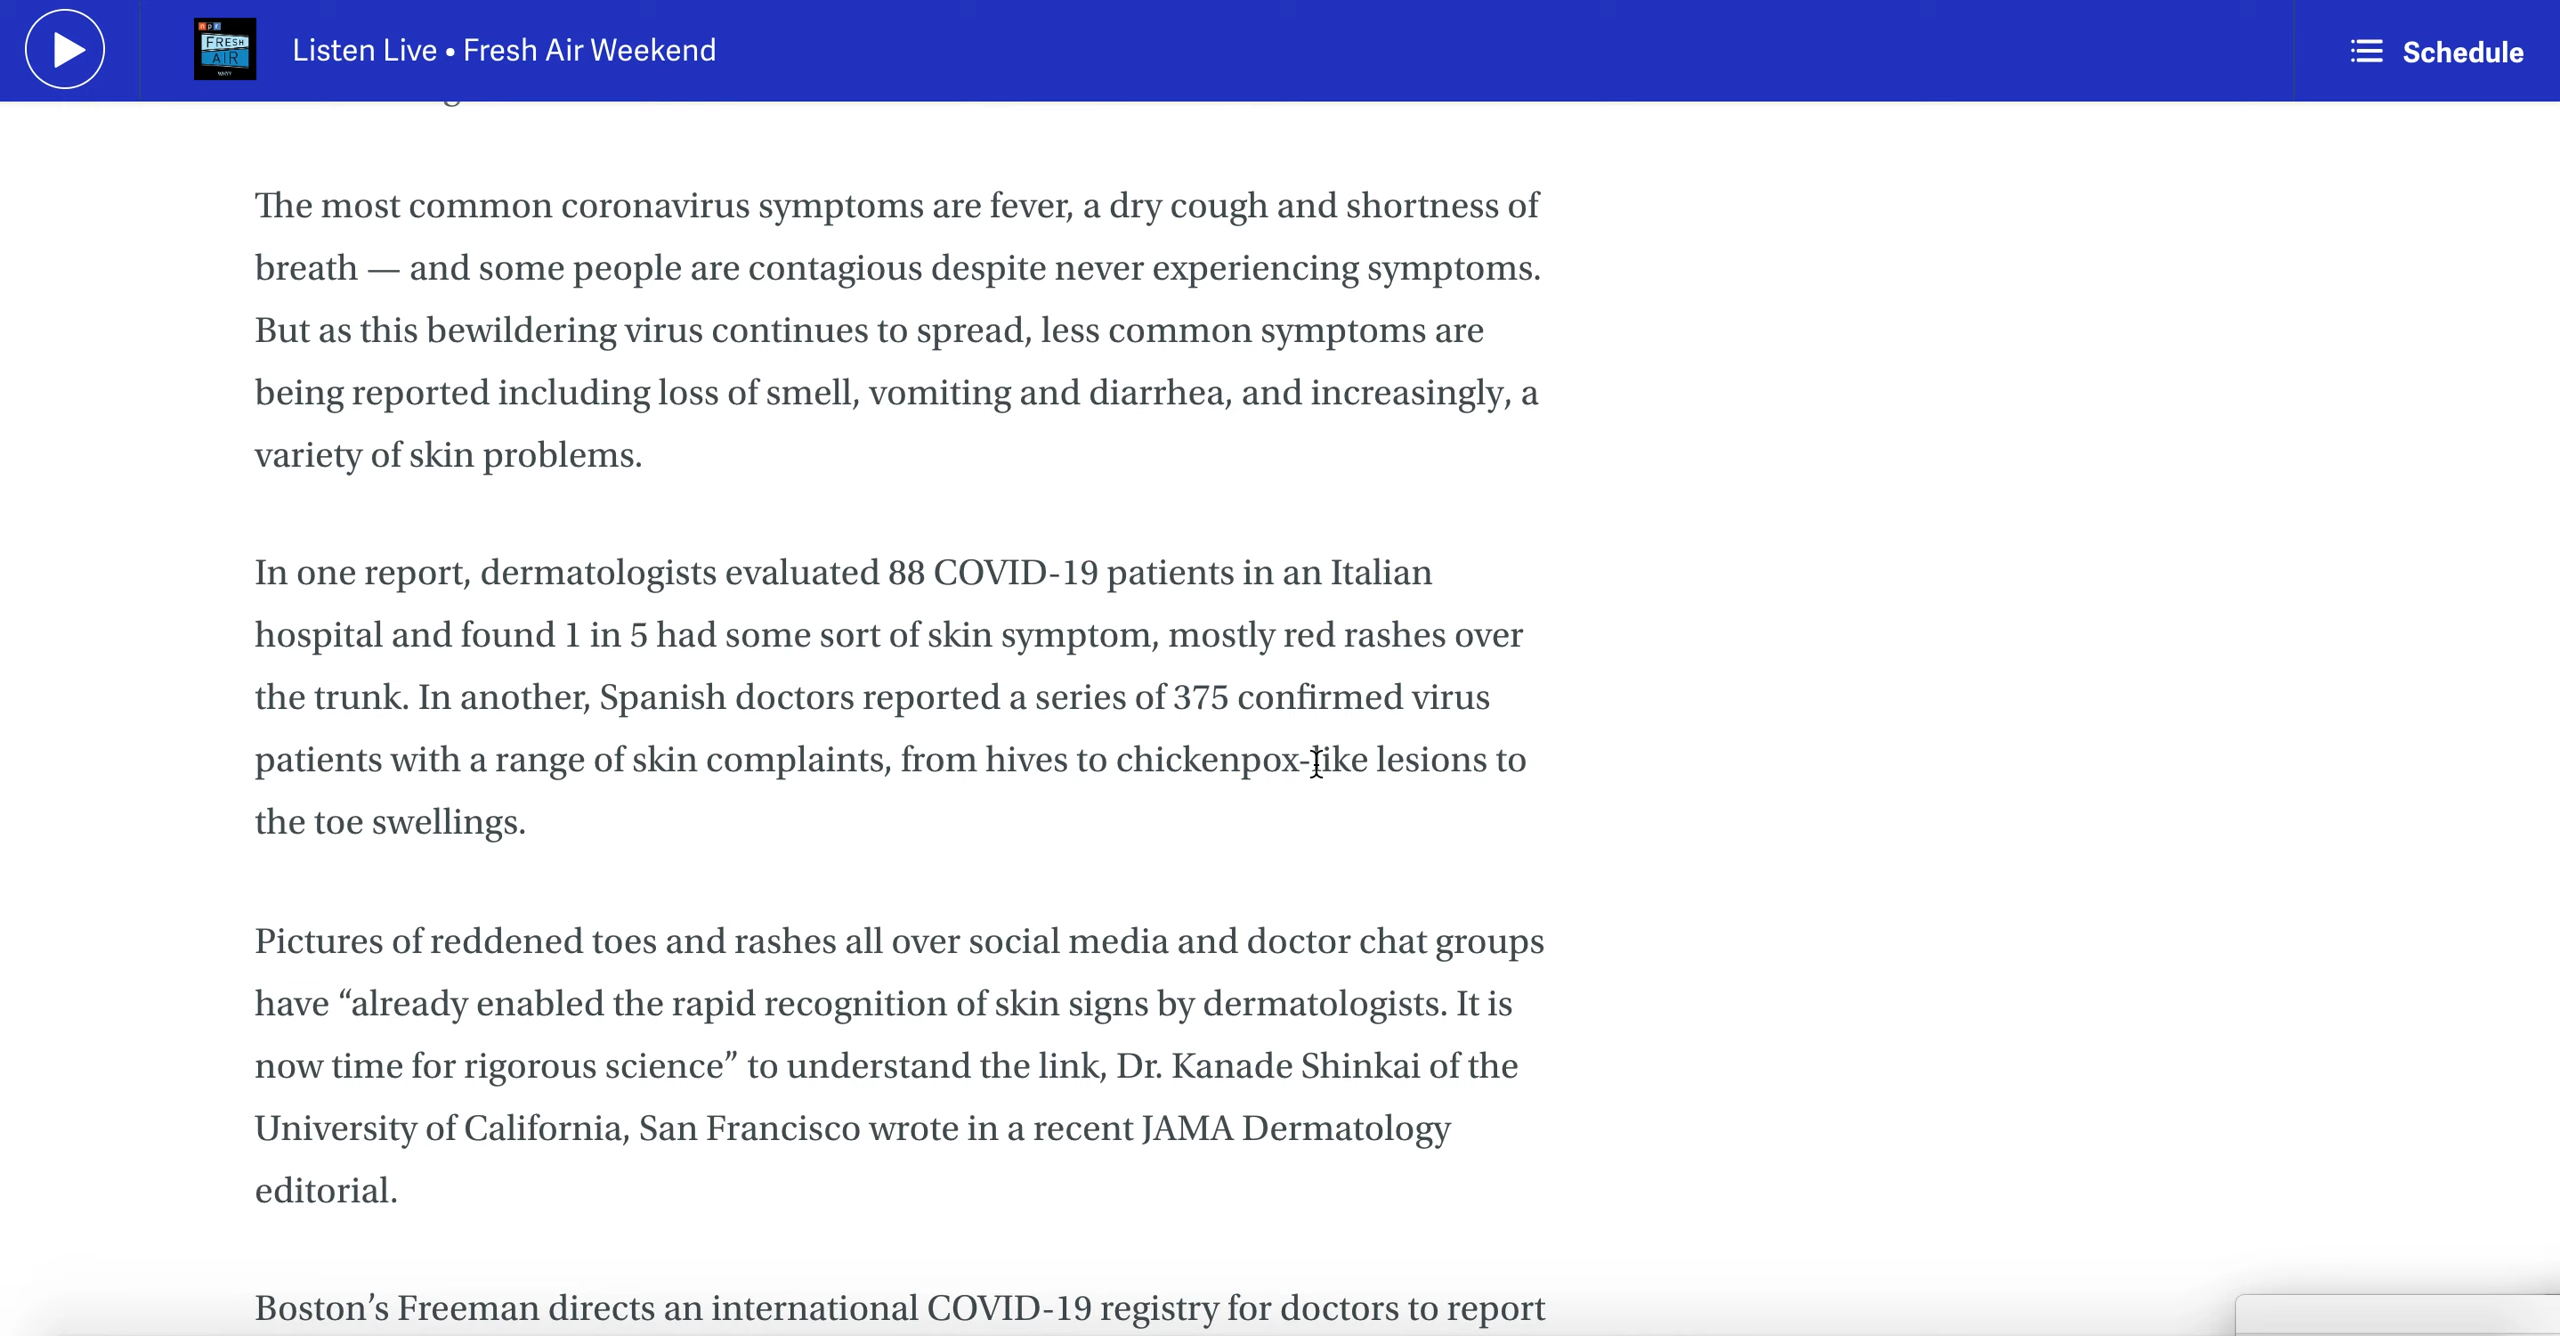 npr
FRESH
AIR
WHYY
Listen Live • Fresh Air Weekend
Schedule
The most common coronavirus symptoms are fever, a dry cough and shortness of
breath — and some people are contagious despite never experiencing symptoms.
But as this bewildering virus continues to spread, less common symptoms are
being reported including loss of smell, vomiting and diarrhea, and increasingly, a
variety of skin problems.
In one report, dermatologists evaluated 88 COVID-19 patients in an Italian
hospital and found 1 in 5 had some sort of skin symptom, mostly red rashes over
the trunk. In another, Spanish doctors reported a series of 375 confirmed virus
patients with a range of skin complaints, from hives to chickenpox-like lesions to
the toe swellings.
Pictures of reddened toes and rashes all over social media and doctor chat groups
have “already enabled the rapid recognition of skin signs by dermatologists. It is
now time for rigorous science” to understand the link, Dr. Kanade Shinkai of the
University of California, San Francisco wrote in a recent JAMA Dermatology
editorial.
Boston’s Freeman directs an international COVID-19 registry for doctors to report